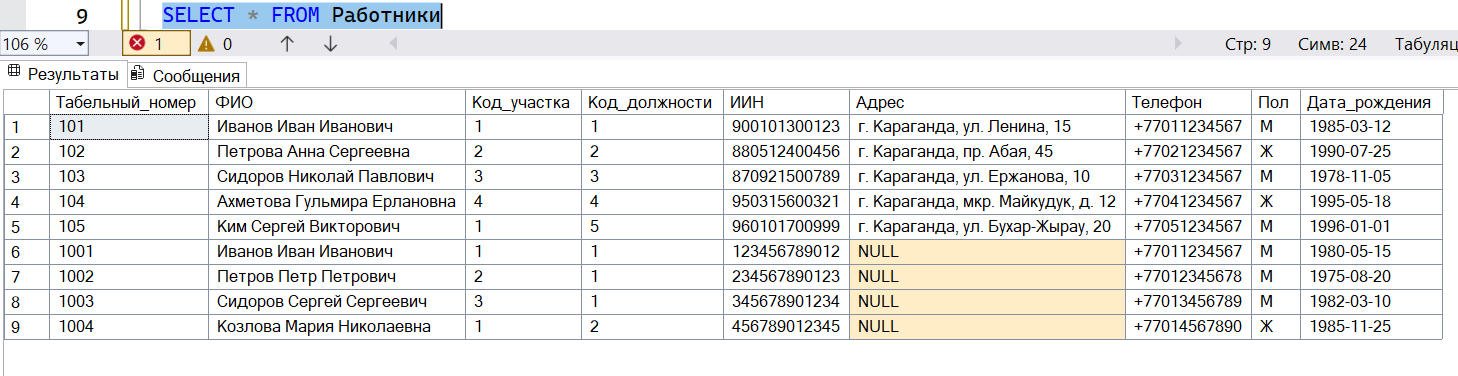 9 SELECT * FROM Работники
106 % 1 0 Стр: 9 Симв: 24 Табуляц
Результаты Сообщения
Табельный_номер ФИО Код_участка Код_должности ИИН Адрес Телефон Пол Дата_рождения
1 101 Иванов Иван Иванович 1 1 900101300123 г. Караганда, ул. Ленина, 15 +77011234567 М 1985-03-12
2 102 Петрова Анна Сергеевна 2 2 880512400456 г. Караганда, пр. Абая, 45 +77021234567 Ж 1990-07-25
3 103 Сидоров Николай Павлович 3 3 870921500789 г. Караганда, ул. Ержанова, 10 +77031234567 М 1978-11-05
4 104 Ахметова Гульмира Ерлановна 4 4 950315600321 г. Караганда, мкр. Майкудук, д. 12 +77041234567 Ж 1995-05-18
5 105 Ким Сергей Викторович 1 5 960101700999 г. Караганда, ул. Бухар-Жырау, 20 +77051234567 М 1996-01-01
6 1001 Иванов Иван Иванович 1 1 123456789012 NULL +77011234567 М 1980-05-15
7 1002 Петров Петр Петрович 2 1 234567890123 NULL +77012345678 М 1975-08-20
8 1003 Сидоров Сергей Сергеевич 3 1 345678901234 NULL +77013456789 М 1982-03-10
9 1004 Козлова Мария Николаевна 1 2 456789012345 NULL +77014567890 Ж 1985-11-25